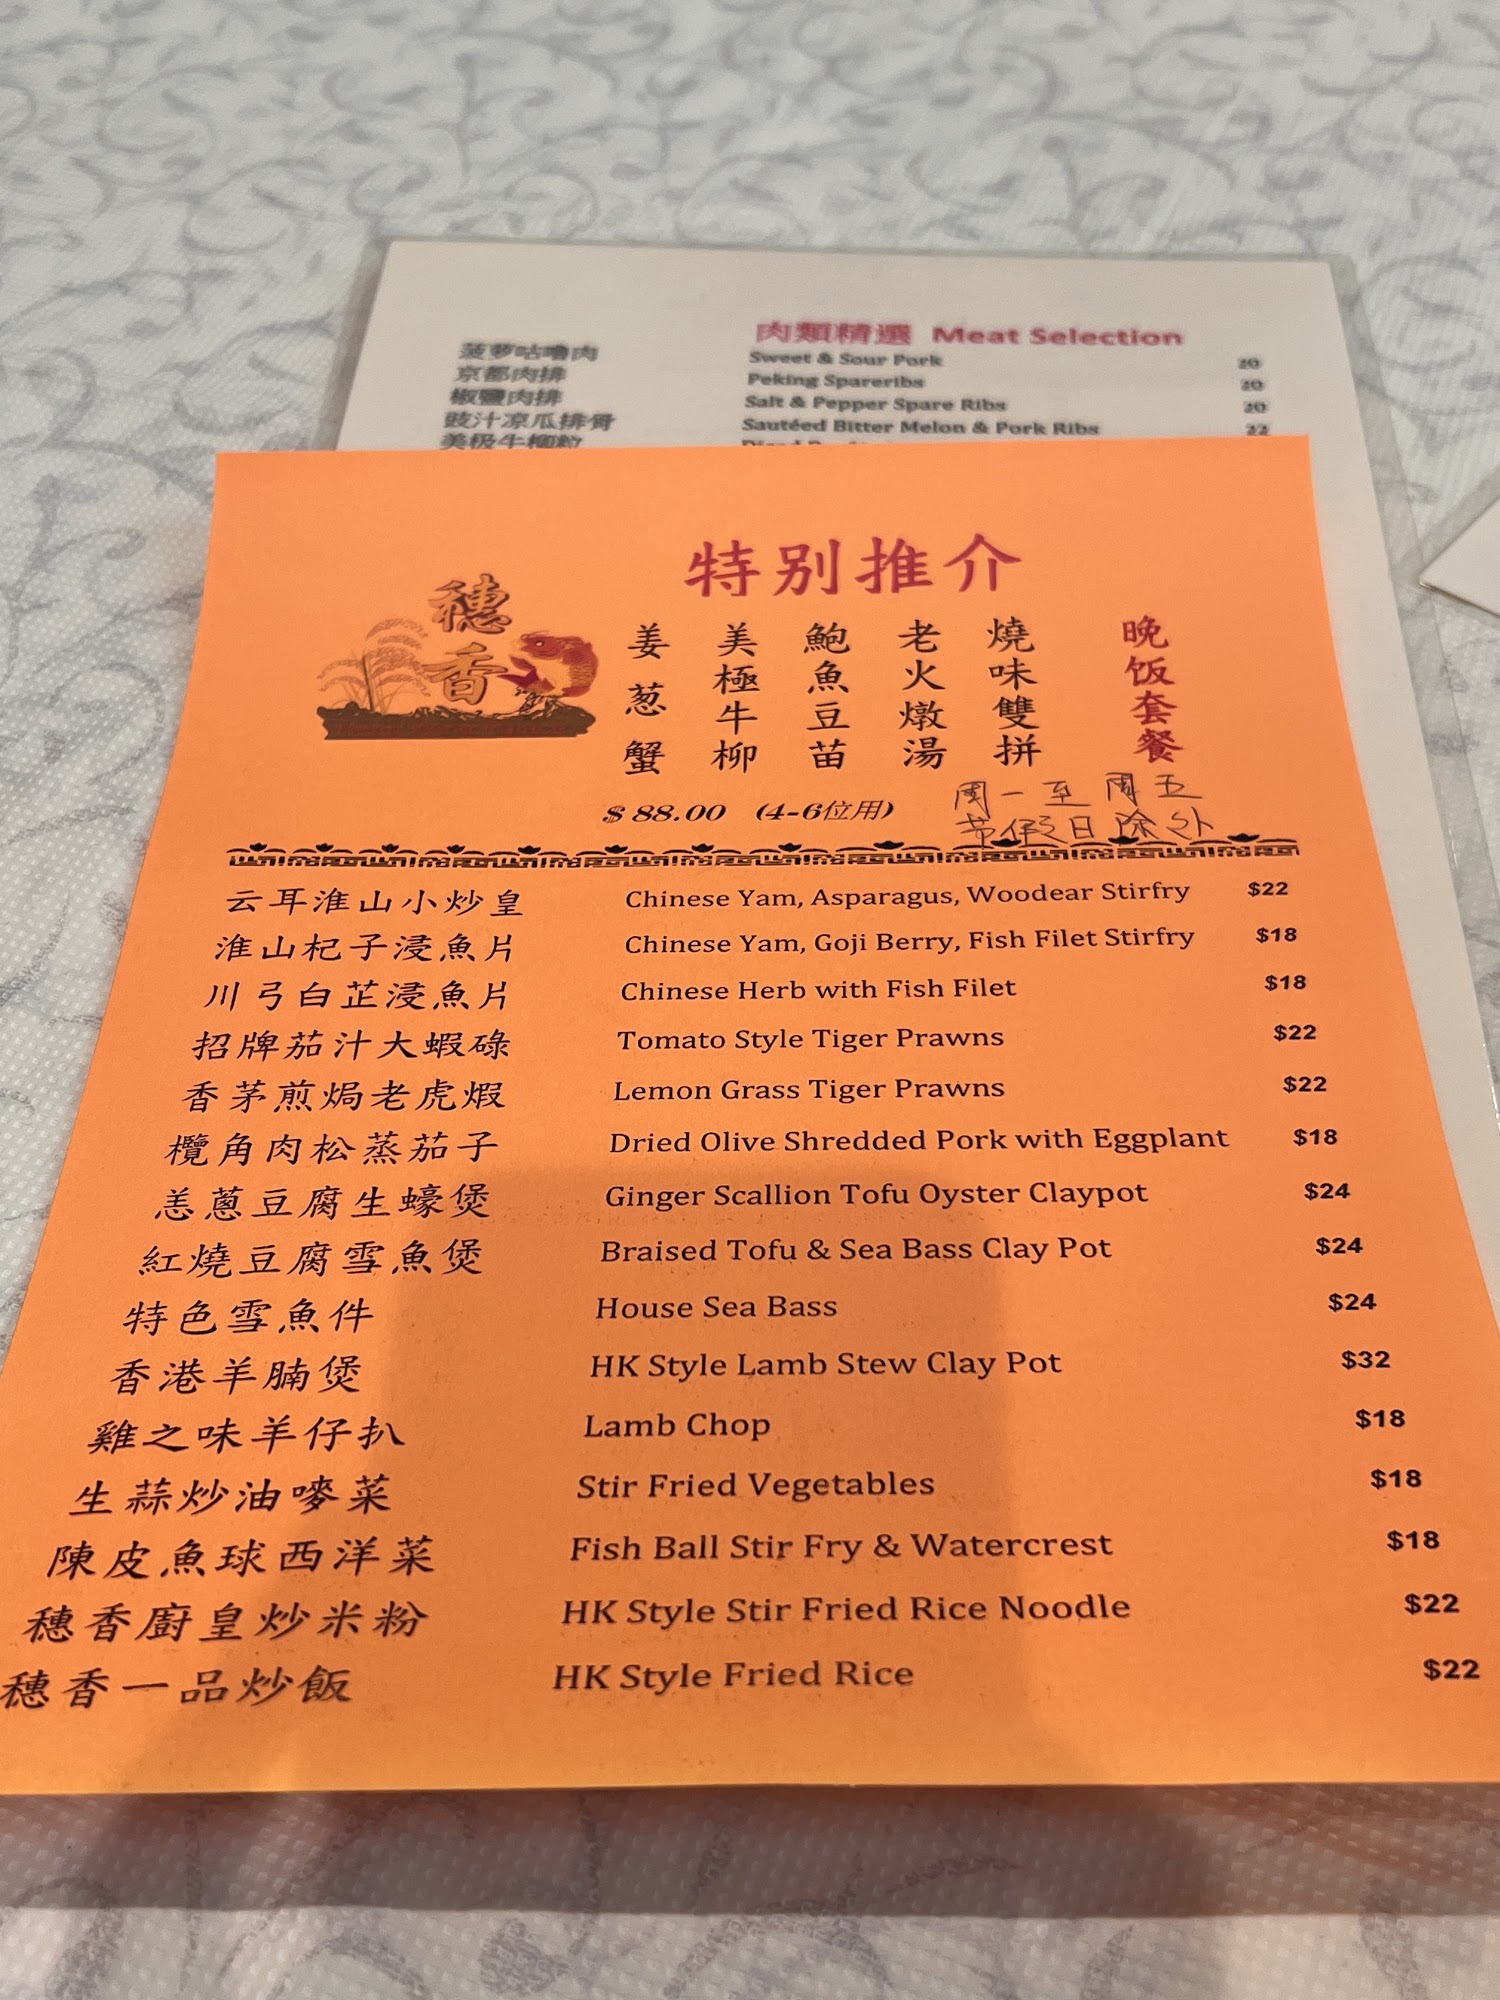 肉類精選 Meat Selection
菠萝咕嚕肉 Sweet & Sour Pork 20
京都肉排 Peking Spareribs 20
椒鹽肉排 Salt & Pepper Spare Ribs 20
豉汁凉瓜排骨 Sautéed Bitter Melon & Pork Ribs 22
美极牛柳粒
特别推介
穗香
晚饭套餐
燒味雙拼
老火燉湯
鮑魚豆苗
美極牛柳
姜葱蟹
$ 88.00 (4-6位用)
周一至周五
节假日除外
云耳淮山小炒皇 Chinese Yam, Asparagus, Woodear Stirfry $22
淮山杞子浸魚片 Chinese Yam, Goji Berry, Fish Filet Stirfry $18
川弓白芷浸魚片 Chinese Herb with Fish Filet $18
招牌茄汁大蝦碌 Tomato Style Tiger Prawns $22
香茅煎焗老虎煆 Lemon Grass Tiger Prawns $22
欖角肉松蒸茄子 Dried Olive Shredded Pork with Eggplant $18
恙蔥豆腐生蠔煲 Ginger Scallion Tofu Oyster Claypot $24
紅燒豆腐雪魚煲 Braised Tofu & Sea Bass Clay Pot $24
特色雪魚件 House Sea Bass $24
香港羊腩煲 HK Style Lamb Stew Clay Pot $32
雞之味羊仔扒 Lamb Chop $18
生蒜炒油嘜菜 Stir Fried Vegetables $18
陳皮魚球西洋菜 Fish Ball Stir Fry & Watercrest $18
穗香廚皇炒米粉 HK Style Stir Fried Rice Noodle $22
穗香一品炒飯 HK Style Fried Rice $22